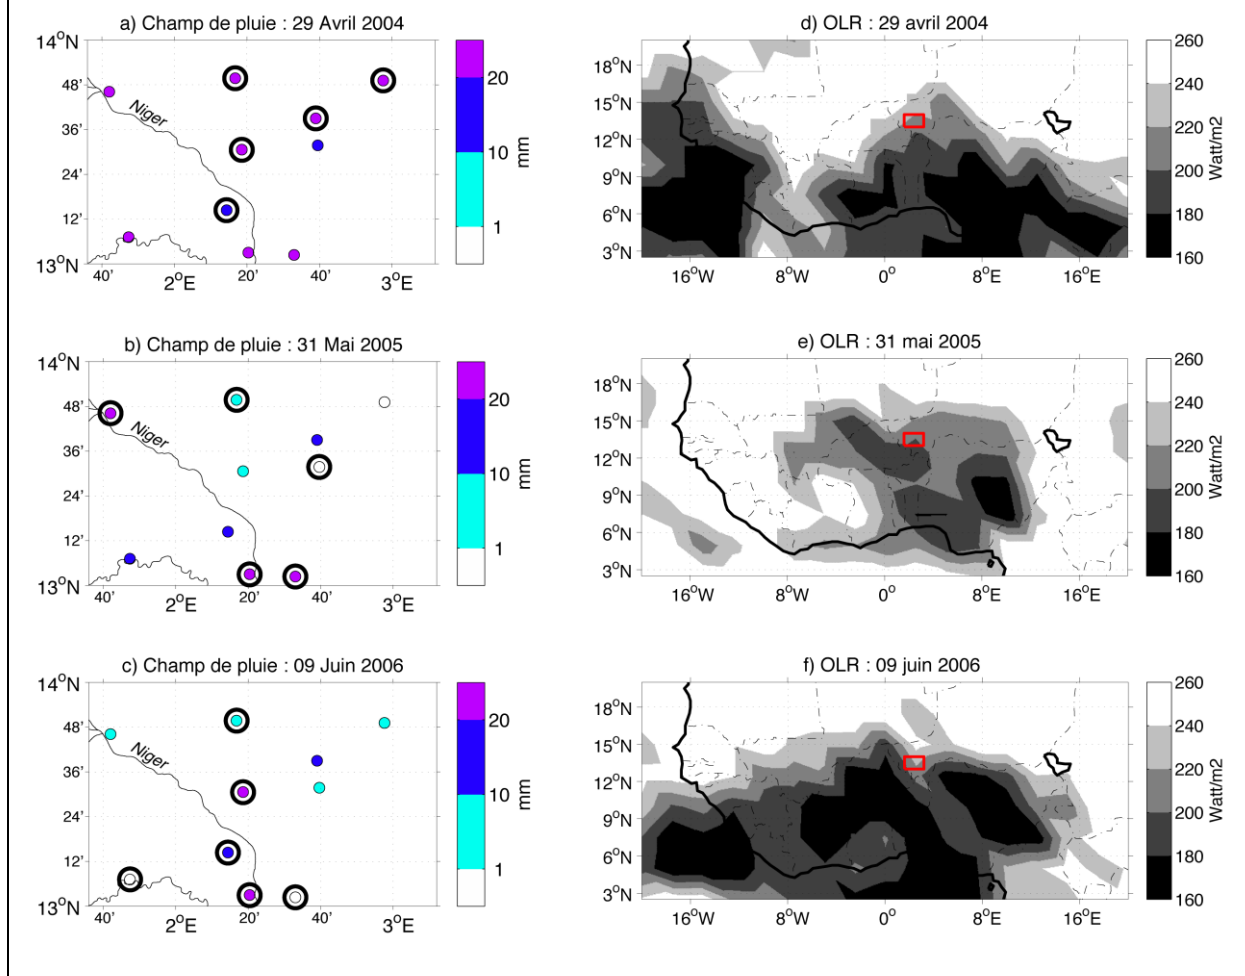 a) Champ de pluie : 29 Avril 2004
14°N
48'
36'
24'
12'
13°N
40'
2°E
20'
40'
3°E
Niger
20
10
1
mm
d) OLR : 29 avril 2004
18°N
15°N
12°N
9°N
6°N
3°N
16°W
8°W
0°
8°E
16°E
260
240
220
200
180
160
Watt/m2
b) Champ de pluie : 31 Mai 2005
14°N
48'
36'
24'
12'
13°N
40'
2°E
20'
40'
3°E
Niger
20
10
1
mm
e) OLR : 31 mai 2005
18°N
15°N
12°N
9°N
6°N
3°N
16°W
8°W
0°
8°E
16°E
260
240
220
200
180
160
Watt/m2
c) Champ de pluie : 09 Juin 2006
14°N
48'
36'
24'
12'
13°N
40'
2°E
20'
40'
3°E
Niger
20
10
1
mm
f) OLR : 09 juin 2006
18°N
15°N
12°N
9°N
6°N
3°N
16°W
8°W
0°
8°E
16°E
260
240
220
200
180
160
Watt/m2